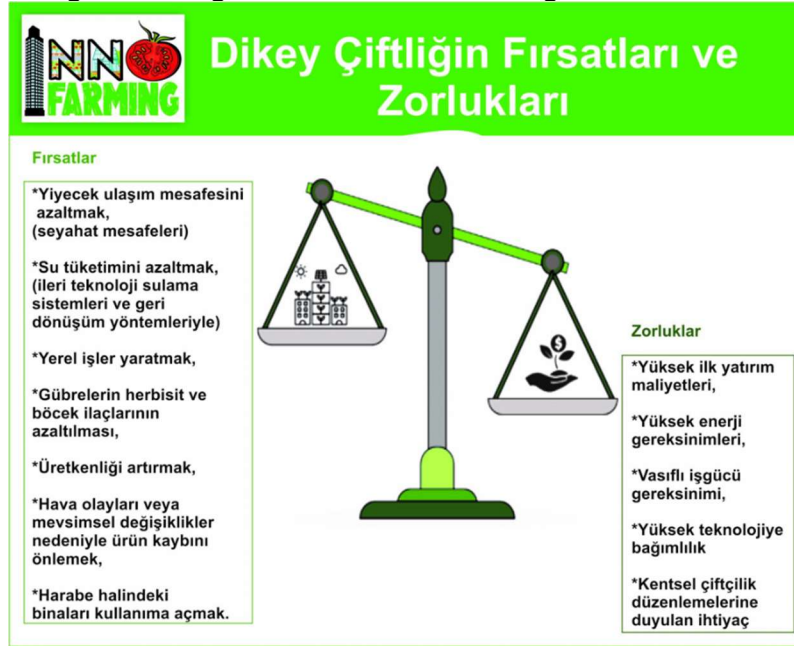 INNO
FARMING
Dikey Çiftliğin Fırsatları ve
Zorlukları
Fırsatlar
*Yiyecek ulaşım mesafesini
azaltmak,
(seyahat mesafeleri)
*Su tüketimini azaltmak,
(ileri teknoloji sulama
sistemleri ve geri
dönüşüm yöntemleriyle)
*Yerel işler yaratmak,
*Gübrelerin herbisit ve
böcek ilaçlarının
azaltılması,
*Üretkenliği artırmak,
*Hava olayları veya
mevsimsel değişiklikler
nedeniyle ürün kaybını
önlemek,
*Harabe halindeki
binaları kullanıma açmak.
$
Zorluklar
*Yüksek ilk yatırım
maliyetleri,
*Yüksek enerji
gereksinimleri,
*Vasıflı işgücü
gereksinimi,
*Yüksek teknolojiye
bağımlılık
*Kentsel çiftçilik
düzenlemelerine
duyulan ihtiyaç